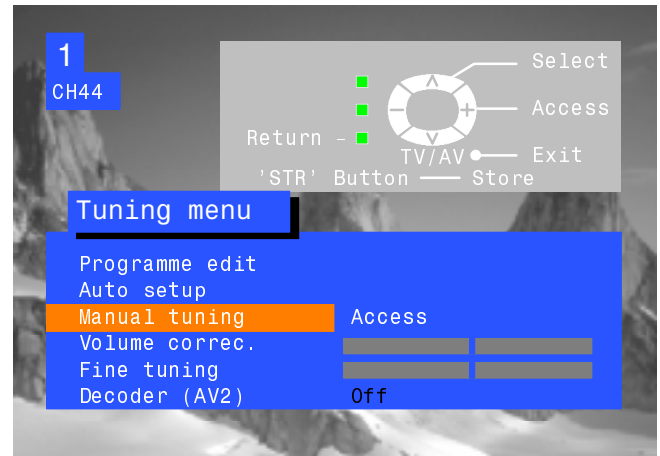 1
CH44
Select
Access
Return
TV/AV
Exit
'STR' Button
Store
Tuning menu
Programme edit
Auto setup
Manual tuning
Access
Volume correc.
Fine tuning
Decoder (AV2)
Off